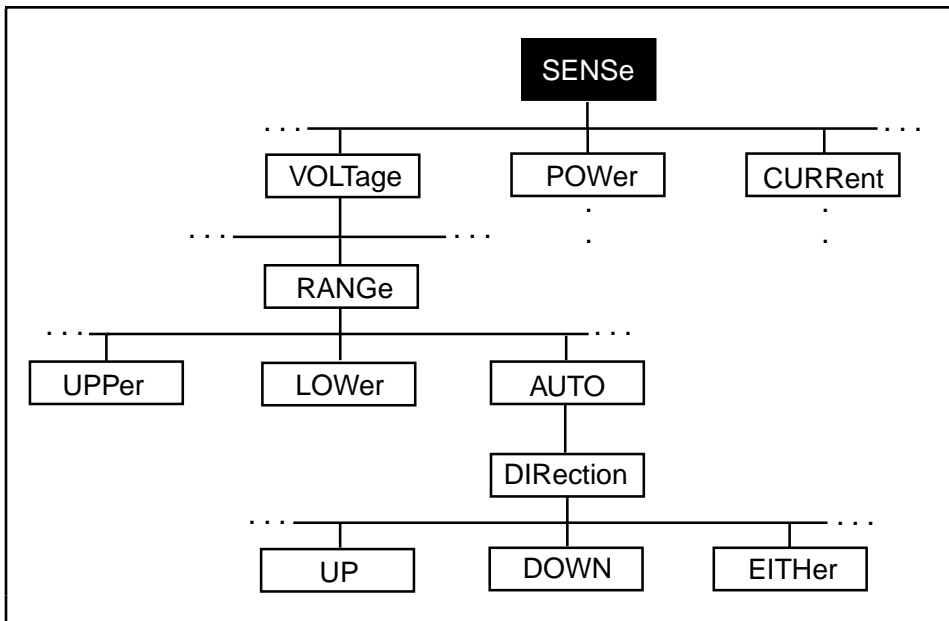 SENSe
VOLTage POWer CURRent
RANGe
UPPer LOWer AUTO
DIRection
UP DOWN EITHer